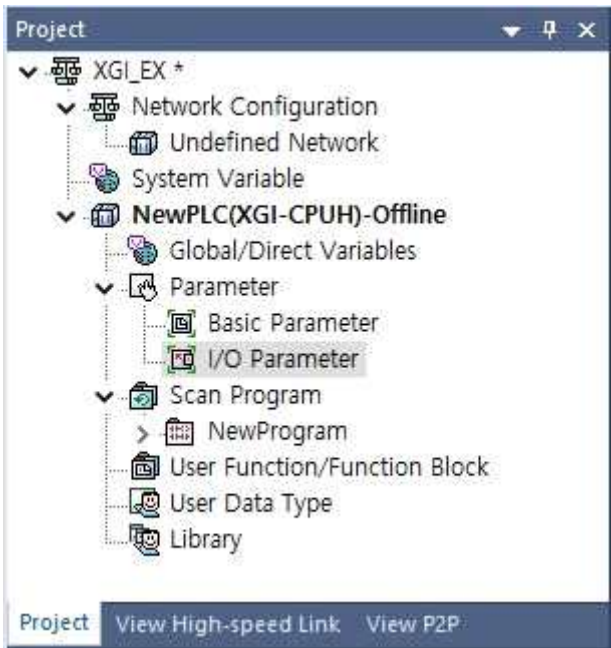 Project
XGI_EX *
Network Configuration
Undefined Network
System Variable
NewPLC(XGI-CPUH)-Offline
Global/Direct Variables
Parameter
Basic Parameter
I/O Parameter
Scan Program
NewProgram
User Function/Function Block
User Data Type
Library
Project View High-speed Link View P2P